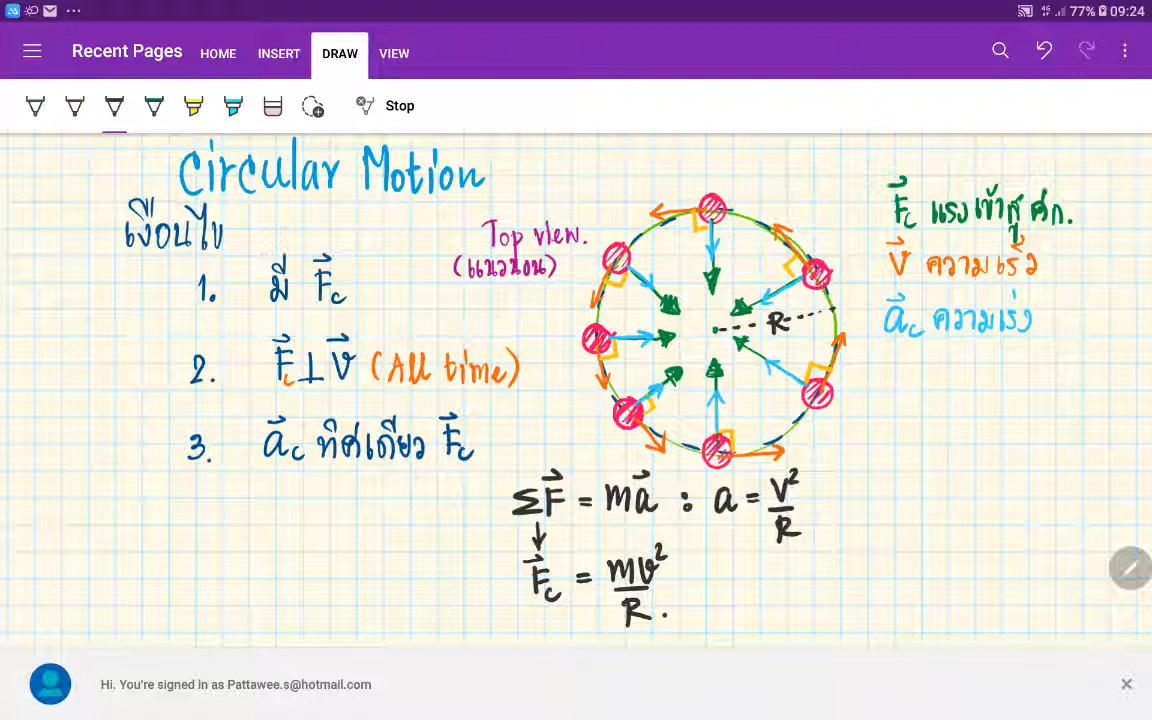 77% 09:24
Recent Pages HOME INSERT DRAW VIEW
Stop
Circular Motion
เงื่อนไข
1. มี F⃗c
2. F⃗c ⊥ v⃗ (All time)
3. a⃗c ทิศเดียว F⃗c
Top view.
(แนวนอน)
R
F⃗c แรงเข้าสู่ ศก.
v⃗ ความเร็ว
a⃗c ความเร่ง
ΣF⃗ = ma⃗ : a = v²/R
↓
F⃗c = mv²/R.
Hi. You're signed in as Pattawee.s@hotmail.com